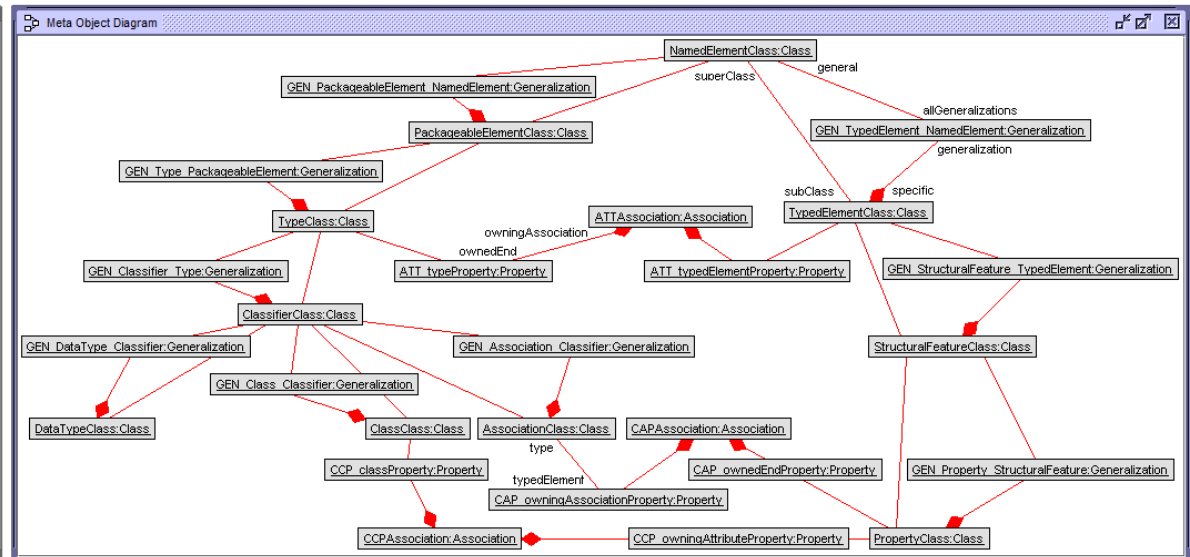 Meta Object Diagram
NamedElementClass:Class
superClass
general
GEN_PackageableElement_NamedElement:Generalization
allGeneralizations
PackageableElementClass:Class
GEN_TypedElement_NamedElement:Generalization
generalization
GEN_Type_PackageableElement:Generalization
subClass
specific
TypeClass:Class
ATTAssociation:Association
TypedElementClass:Class
owningAssociation
ownedEnd
GEN_Classifier_Type:Generalization
ATT_typeProperty:Property
ATT_typedElementProperty:Property
GEN_StructuralFeature_TypedElement:Generalization
ClassifierClass:Class
GEN_DataType_Classifier:Generalization
GEN_Association_Classifier:Generalization
StructuralFeatureClass:Class
GEN_Class_Classifier:Generalization
DataTypeClass:Class
ClassClass:Class
AssociationClass:Class
CAPAssociation:Association
type
CCP_classProperty:Property
CAP_ownedEndProperty:Property
GEN_Property_StructuralFeature:Generalization
typedElement
CAP_owningAssociationProperty:Property
CCPAssociation:Association
CCP_owningAttributeProperty:Property
PropertyClass:Class